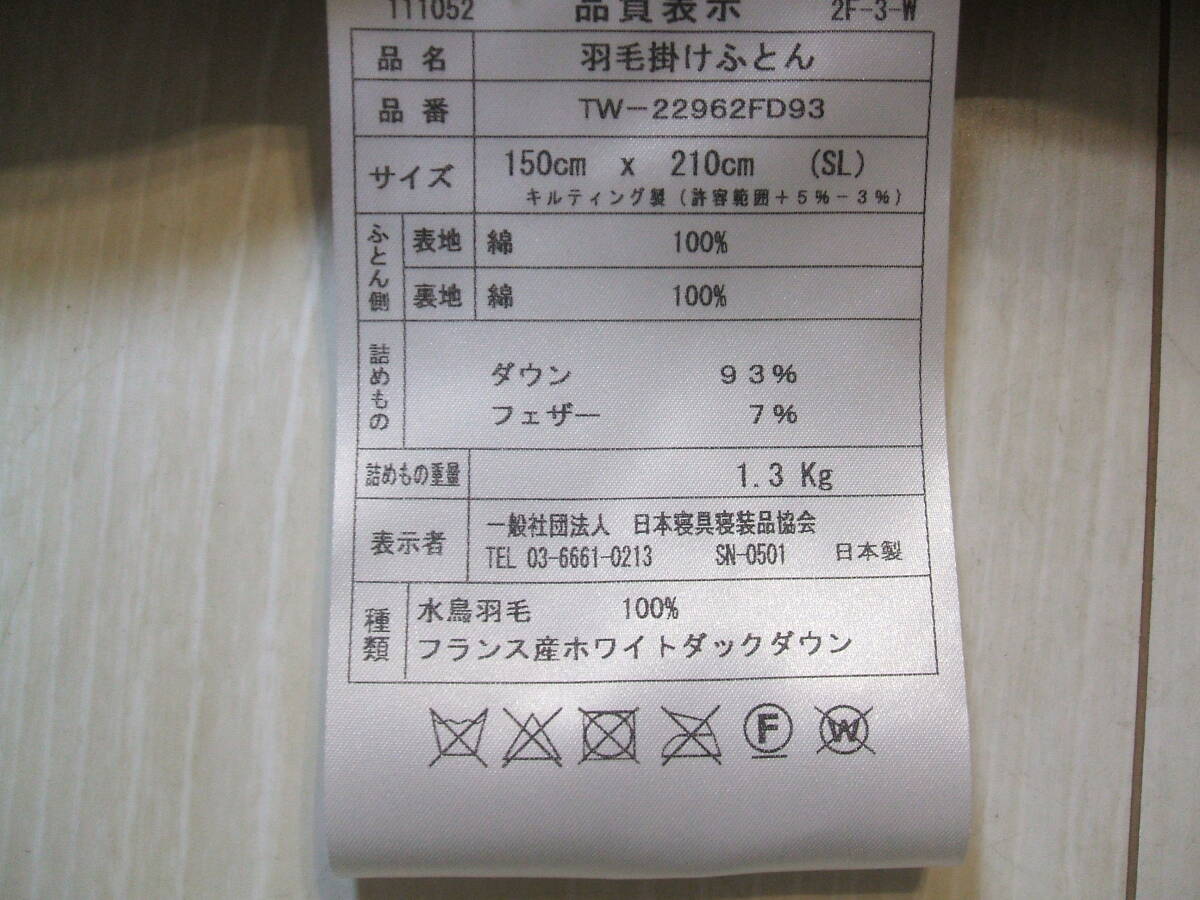 111052 品質表示 2F-3-W
品名 羽毛掛けふとん
品番 TW-22962FD93
サイズ 150cm x 210cm (SL)
キルティング製(許容範囲+5%-3%)
ふとん側 表地 綿 100%
裏地 綿 100%
詰めもの ダウン 93%
フェザー 7%
詰めもの重量 1.3 Kg
表示者 一般社団法人 日本寝具寝装品協会
TEL 03-6661-0213 SN-0501 日本製
種類 水鳥羽毛 100%
フランス産ホワイトダックダウン
F W